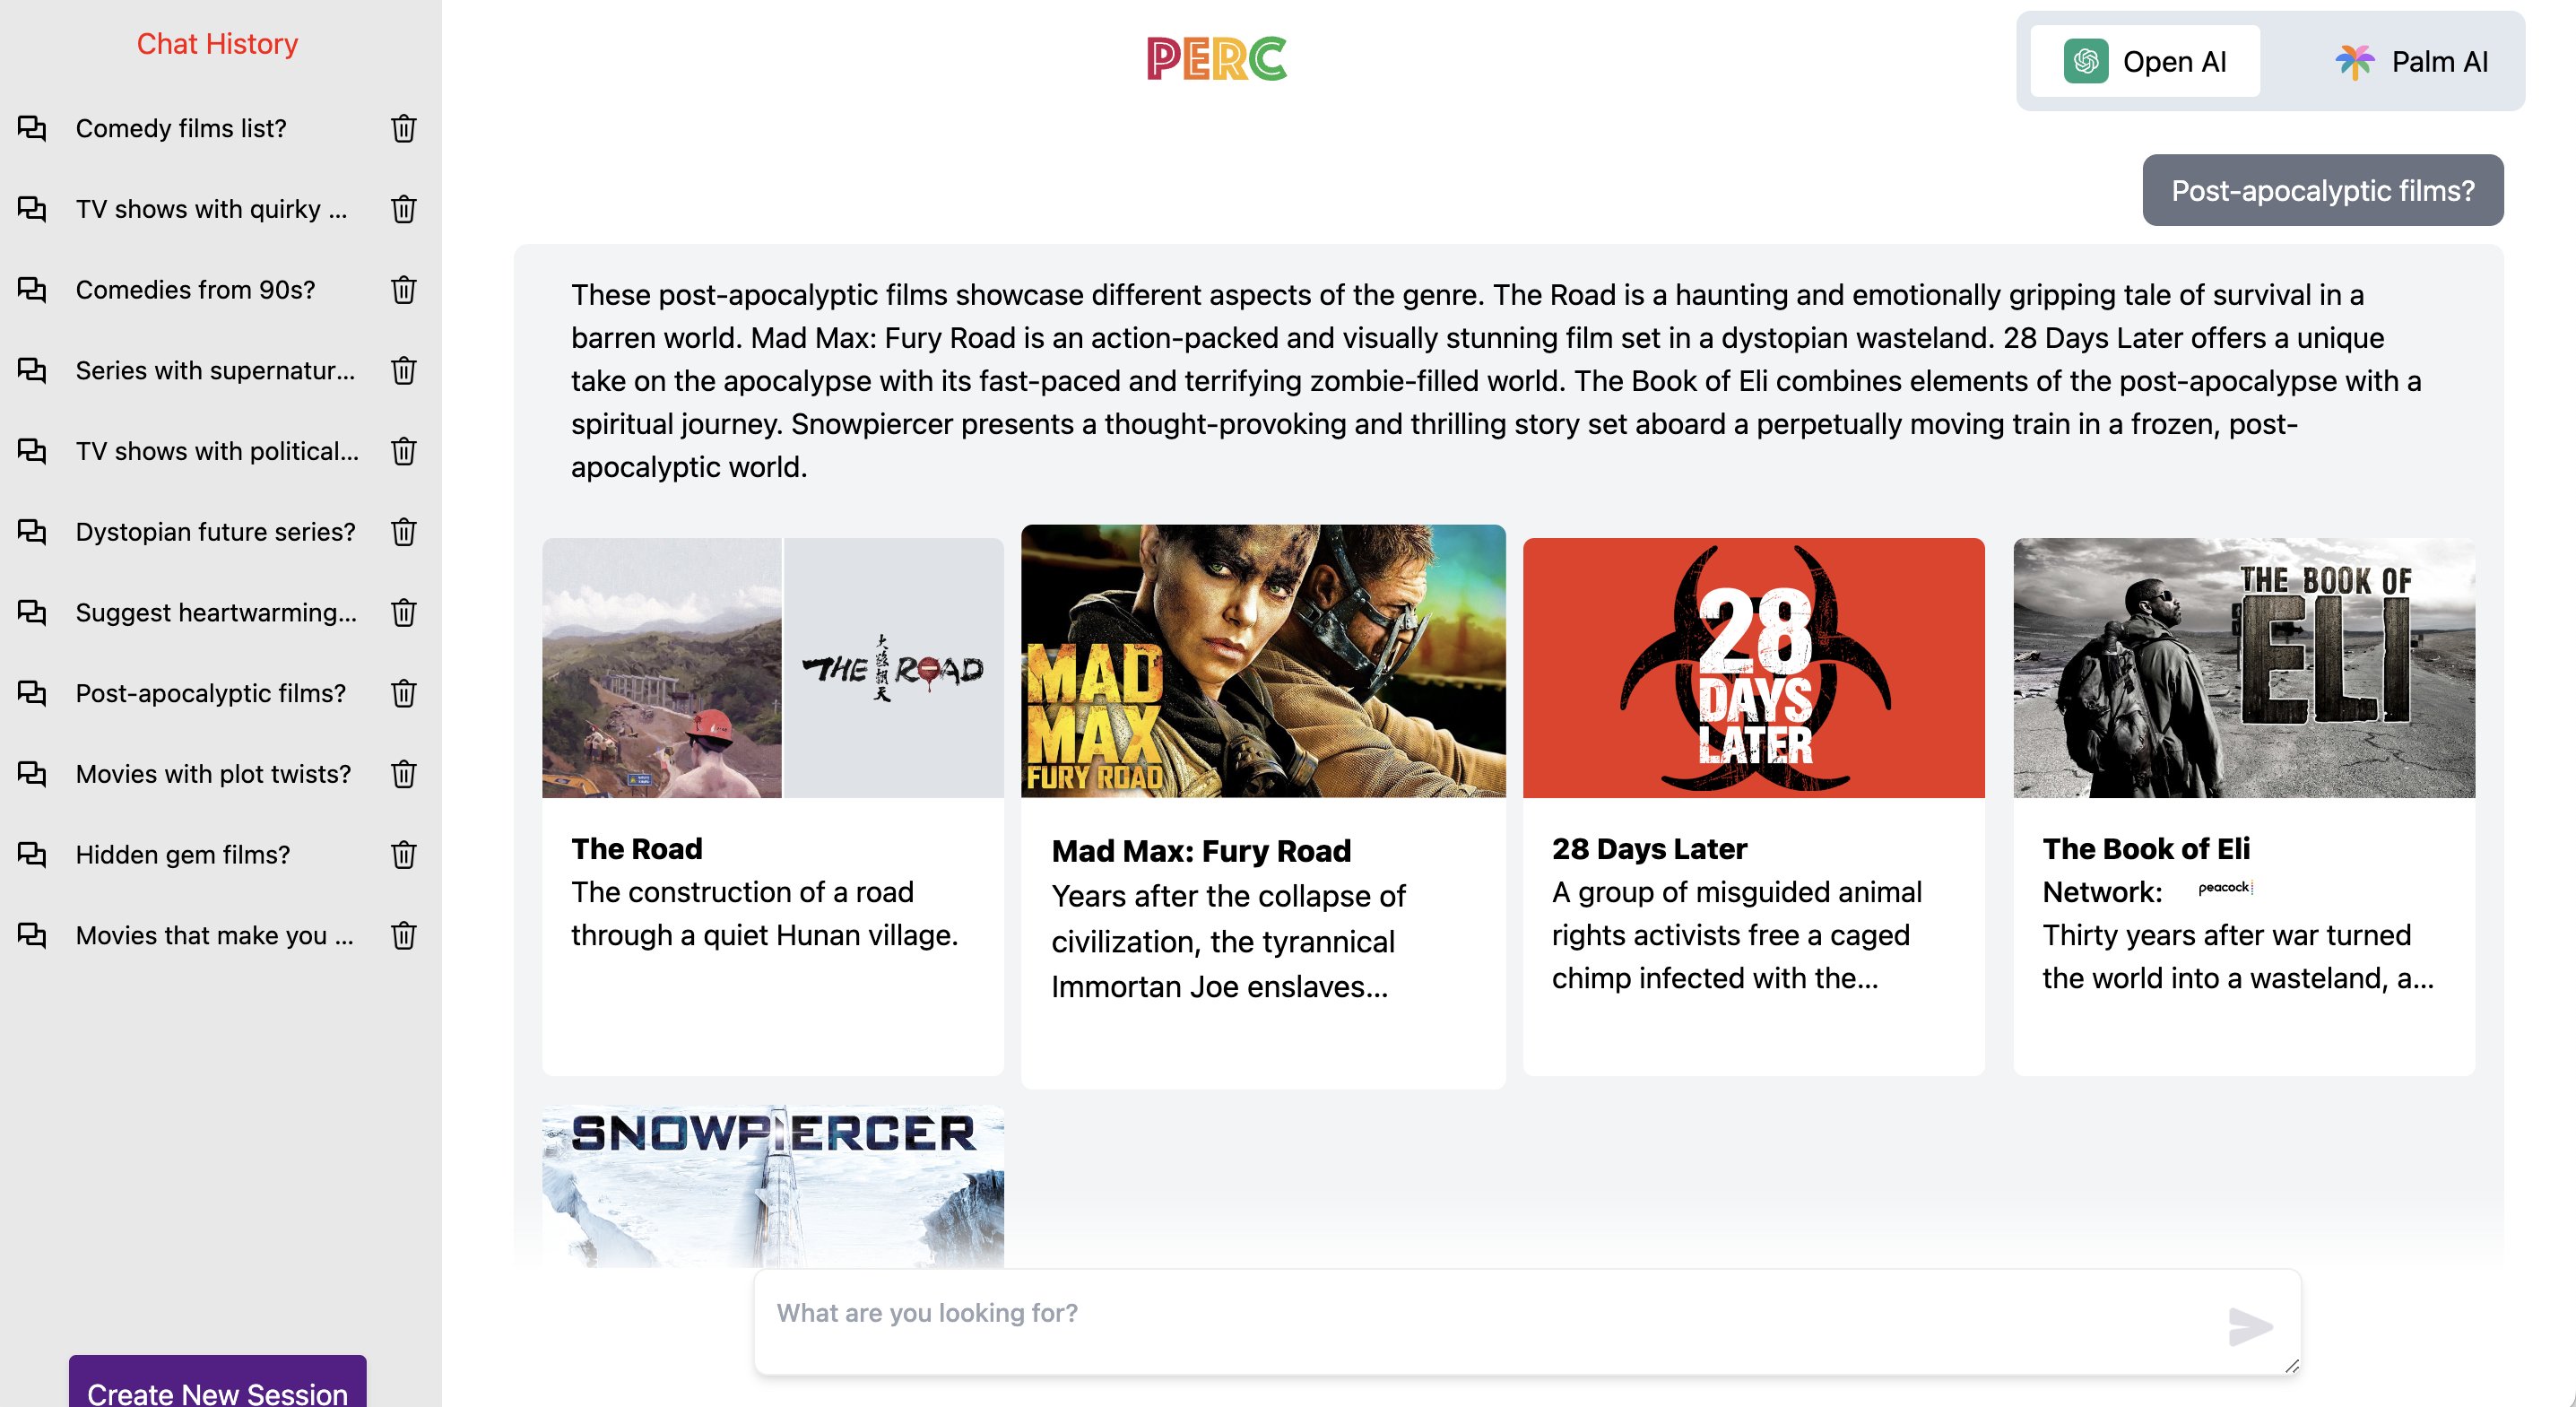 Chat History
Comedy films list?
TV shows with quirky ...
Comedies from 90s?
Series with supernatur...
TV shows with political...
Dystopian future series?
Suggest heartwarming...
Post-apocalyptic films?
Movies with plot twists?
Hidden gem films?
Movies that make you ...
Create New Session
PERC
Open AI
Palm AI
Post-apocalyptic films?
These post-apocalyptic films showcase different aspects of the genre. The Road is a haunting and emotionally gripping tale of survival in a
barren world. Mad Max: Fury Road is an action-packed and visually stunning film set in a dystopian wasteland. 28 Days Later offers a unique
take on the apocalypse with its fast-paced and terrifying zombie-filled world. The Book of Eli combines elements of the post-apocalypse with a
spiritual journey. Snowpiercer presents a thought-provoking and thrilling story set aboard a perpetually moving train in a frozen, post-
apocalyptic world.
THE ROAD
大路朝天
The Road
The construction of a road
through a quiet Hunan village.
MAD
MAX
FURY ROAD
Mad Max: Fury Road
Years after the collapse of
civilization, the tyrannical
Immortan Joe enslaves...
28
DAYS
LATER
28 Days Later
A group of misguided animal
rights activists free a caged
chimp infected with the...
THE BOOK OF
ELI
The Book of Eli
Network: peacock
Thirty years after war turned
the world into a wasteland, a...
SNOWPIERCER
What are you looking for?